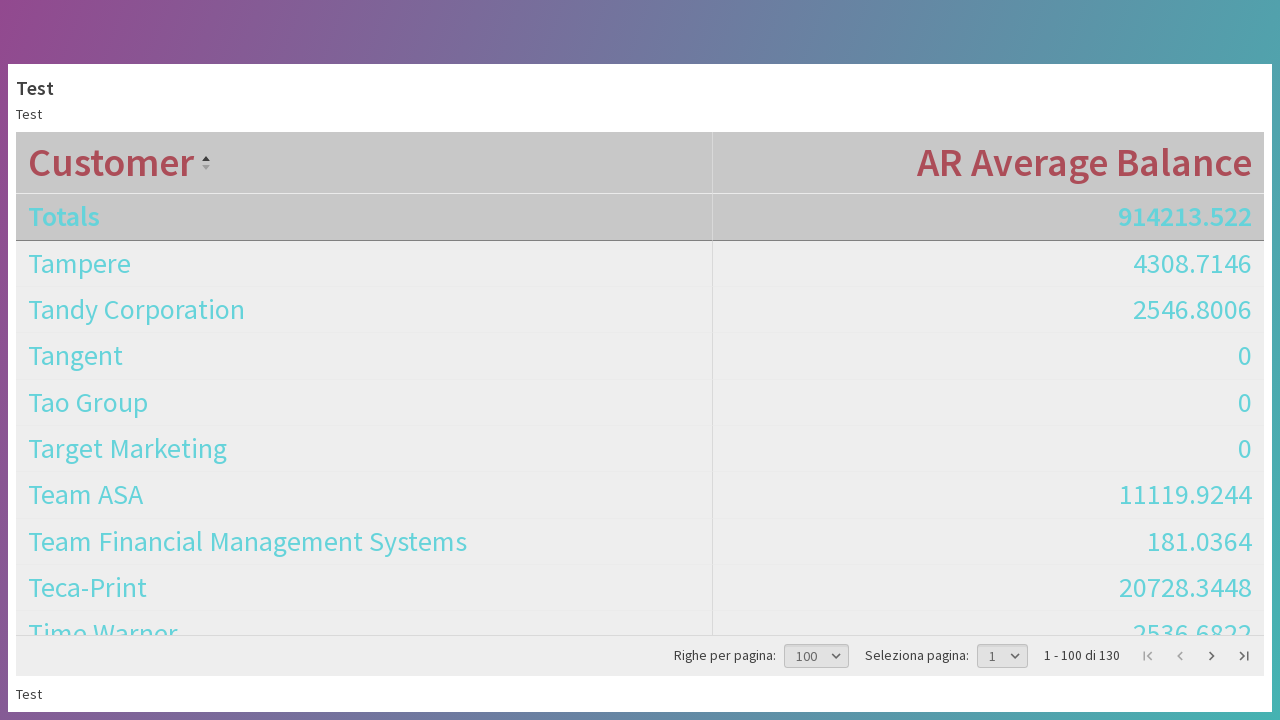 Test
Test
Customer AR Average Balance
Totals 914213.522
Tampere 4308.7146
Tandy Corporation 2546.8006
Tangent 0
Tao Group 0
Target Marketing 0
Team ASA 11119.9244
Team Financial Management Systems 181.0364
Teca-Print 20728.3448
Time Warner 2536.6822
Righe per pagina: 100 Seleziona pagina: 1 1 - 100 di 130
Test